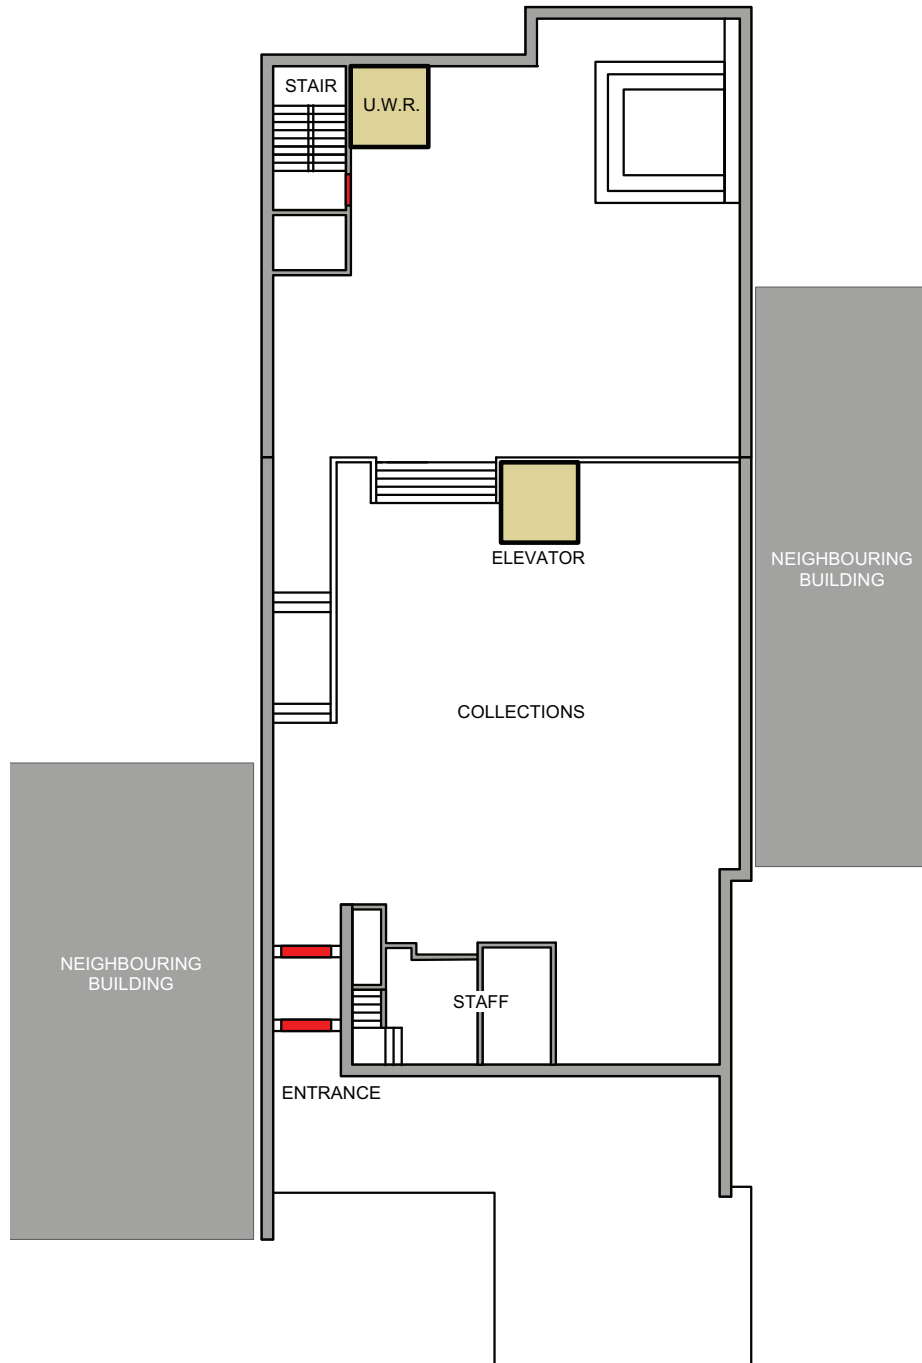 STAIR
U.W.R.
ELEVATOR
NEIGHBOURING
BUILDING
COLLECTIONS
NEIGHBOURING
BUILDING
STAFF
ENTRANCE